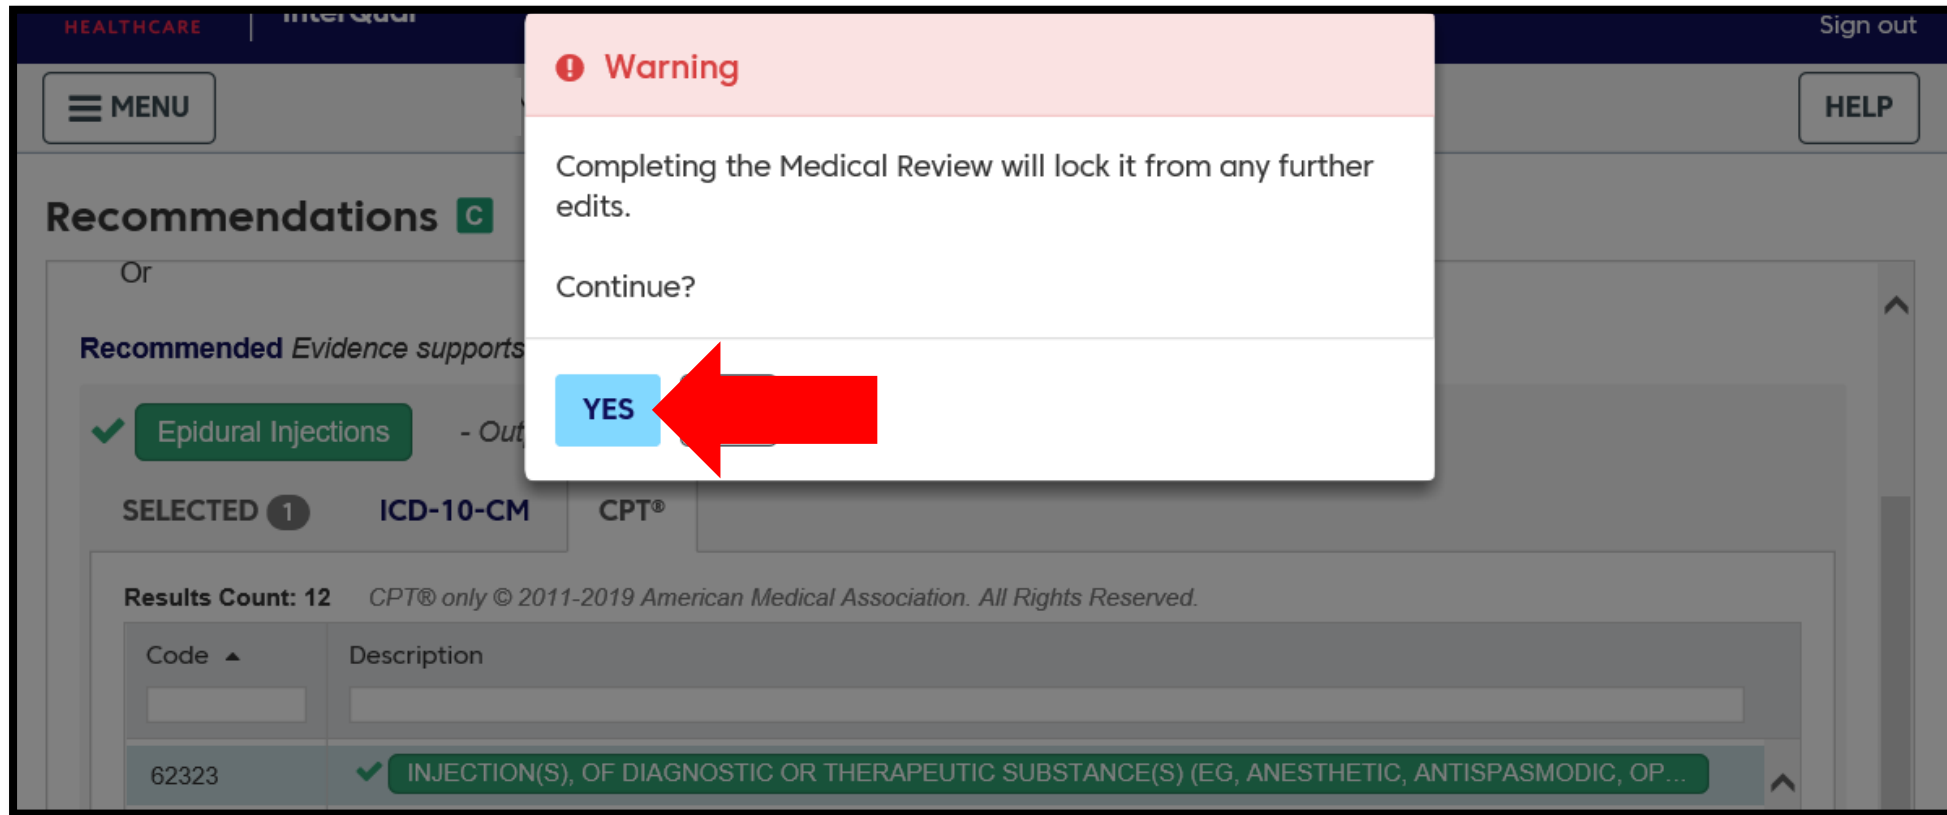 HEALTHCARE
InterQual
Sign out
Warning
MENU
HELP
Completing the Medical Review will lock it from any further
edits.
Continue?
YES
Recommendations C
Or
Recommended Evidence supports
Epidural Injections -
SELECTED 1 ICD-10-CM CPT®
Results Count: 12 CPT® only © 2011-2019 American Medical Association. All Rights Reserved.
Code Description
62323 INJECTION(S), OF DIAGNOSTIC OR THERAPEUTIC SUBSTANCE(S) (EG, ANESTHETIC, ANTISPASMODIC, OP...